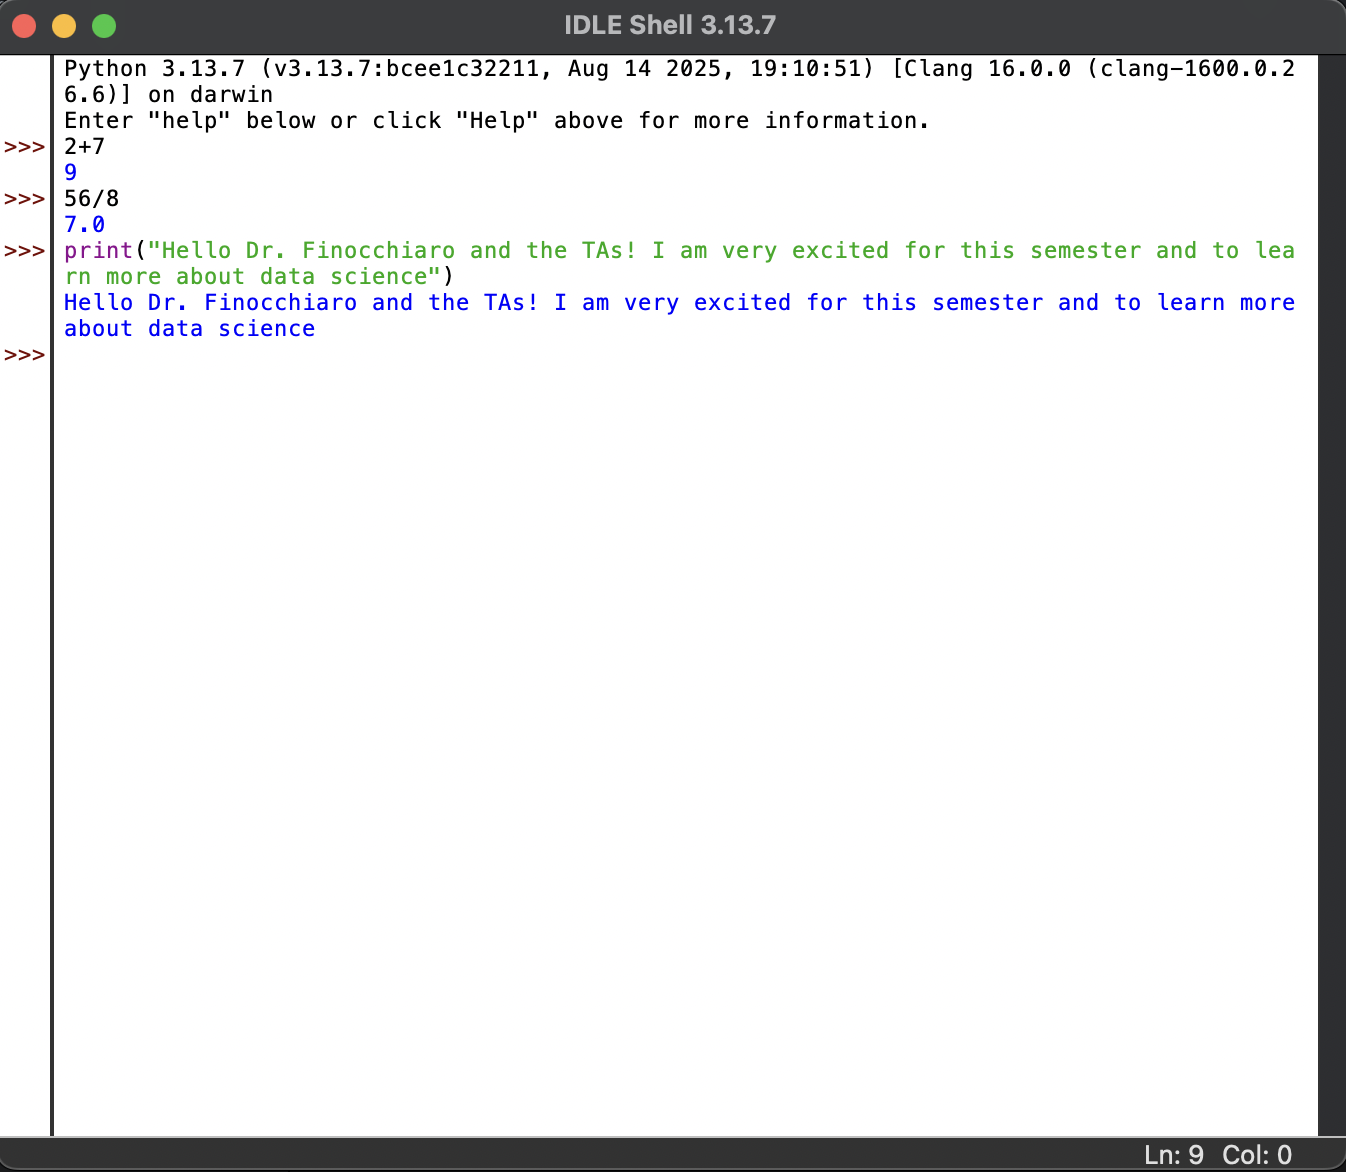 IDLE Shell 3.13.7
Python 3.13.7 (v3.13.7:bcee1c32211, Aug 14 2025, 19:10:51) [Clang 16.0.0 (clang-1600.0.2
6.6)] on darwin
Enter "help" below or click "Help" above for more information.
>>> 2+7
9
>>> 56/8
7.0
>>> print("Hello Dr. Finocchiaro and the TAs! I am very excited for this semester and to lea
rn more about data science")
Hello Dr. Finocchiaro and the TAs! I am very excited for this semester and to learn more
about data science
>>>
Ln: 9 Col: 0